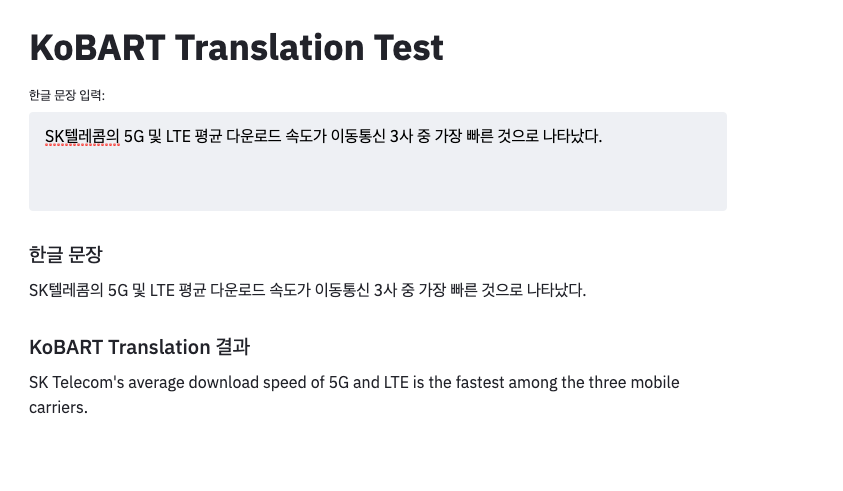 KoBART Translation Test
한글 문장 입력:
SK텔레콤의 5G 및 LTE 평균 다운로드 속도가 이동통신 3사 중 가장 빠른 것으로 나타났다.
한글 문장
SK텔레콤의 5G 및 LTE 평균 다운로드 속도가 이동통신 3사 중 가장 빠른 것으로 나타났다.
KoBART Translation 결과
SK Telecom's average download speed of 5G and LTE is the fastest among the three mobile
carriers.